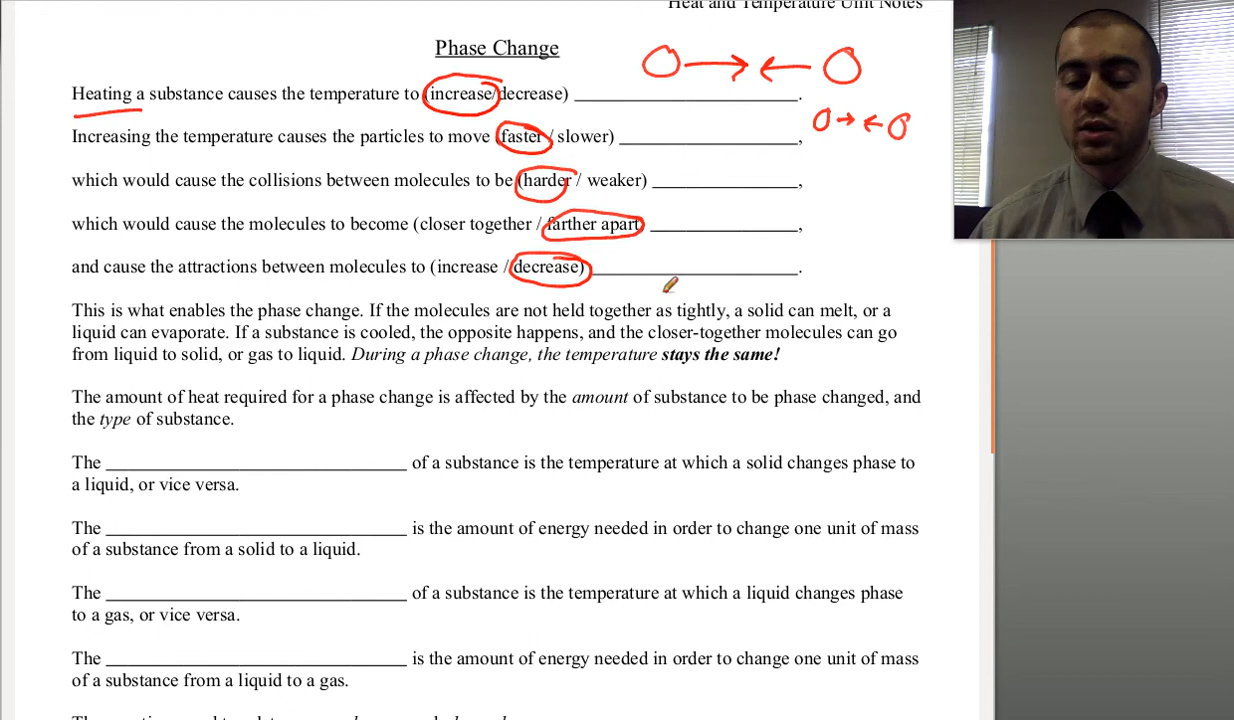 Heat and Temperature Unit Notes
Phase Change
Heating a substance causes the temperature to (increase/decrease) ____________________.
Increasing the temperature causes the particles to move (faster / slower) ____________________,
which would cause the collisions between molecules to be (harder / weaker) ________________,
which would cause the molecules to become (closer together / farther apart) ________________,
and cause the attractions between molecules to (increase / decrease) ______________________.
This is what enables the phase change. If the molecules are not held together as tightly, a solid can melt, or a
liquid can evaporate. If a substance is cooled, the opposite happens, and the closer-together molecules can go
from liquid to solid, or gas to liquid. During a phase change, the temperature stays the same!
The amount of heat required for a phase change is affected by the amount of substance to be phase changed, and
the type of substance.
The ________________________________ of a substance is the temperature at which a solid changes phase to
a liquid, or vice versa.
The ________________________________ is the amount of energy needed in order to change one unit of mass
of a substance from a solid to a liquid.
The ________________________________ of a substance is the temperature at which a liquid changes phase
to a gas, or vice versa.
The ________________________________ is the amount of energy needed in order to change one unit of mass
of a substance from a liquid to a gas.